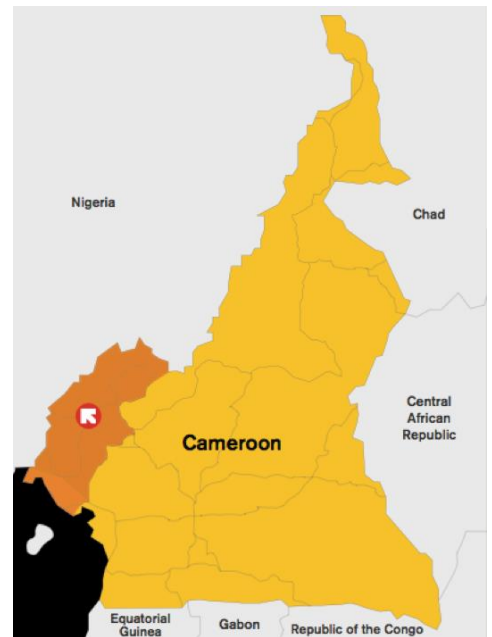 Nigeria
Chad
Central
African
Republic
Cameroon
Equatorial
Guinea
Gabon
Republic of the Congo